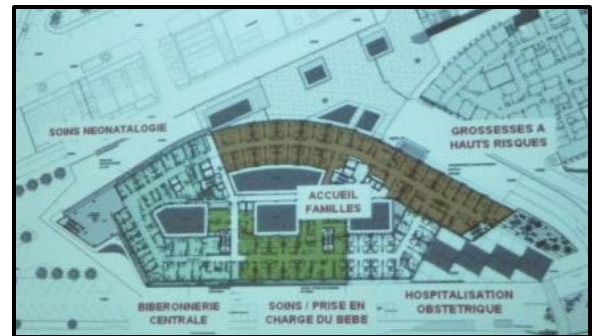 SOINS NEONATALOGIE
GROSSESSES A
HAUTS RISQUES
ACCUEIL
FAMILLES
BIBERONNERIE
CENTRALE
SOINS / PRISE EN
CHARGE DU BEBE
HOSPITALISATION
OBSTETRIQUE